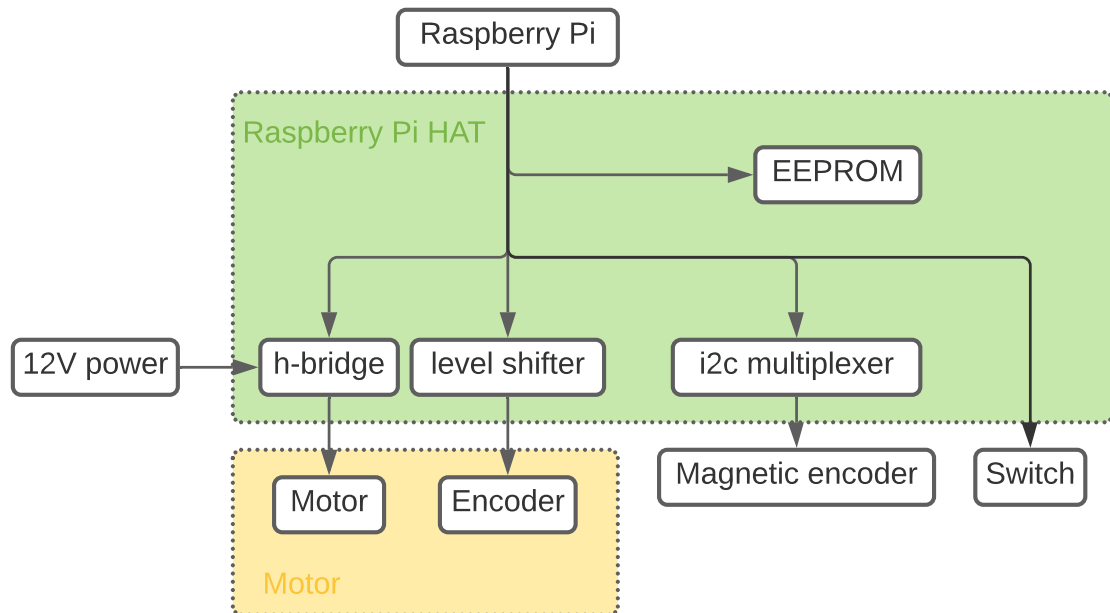 Raspberry Pi
Raspberry Pi HAT
EEPROM
12V power
h-bridge
level shifter
i2c multiplexer
Magnetic encoder
Switch
Motor
Encoder
Motor